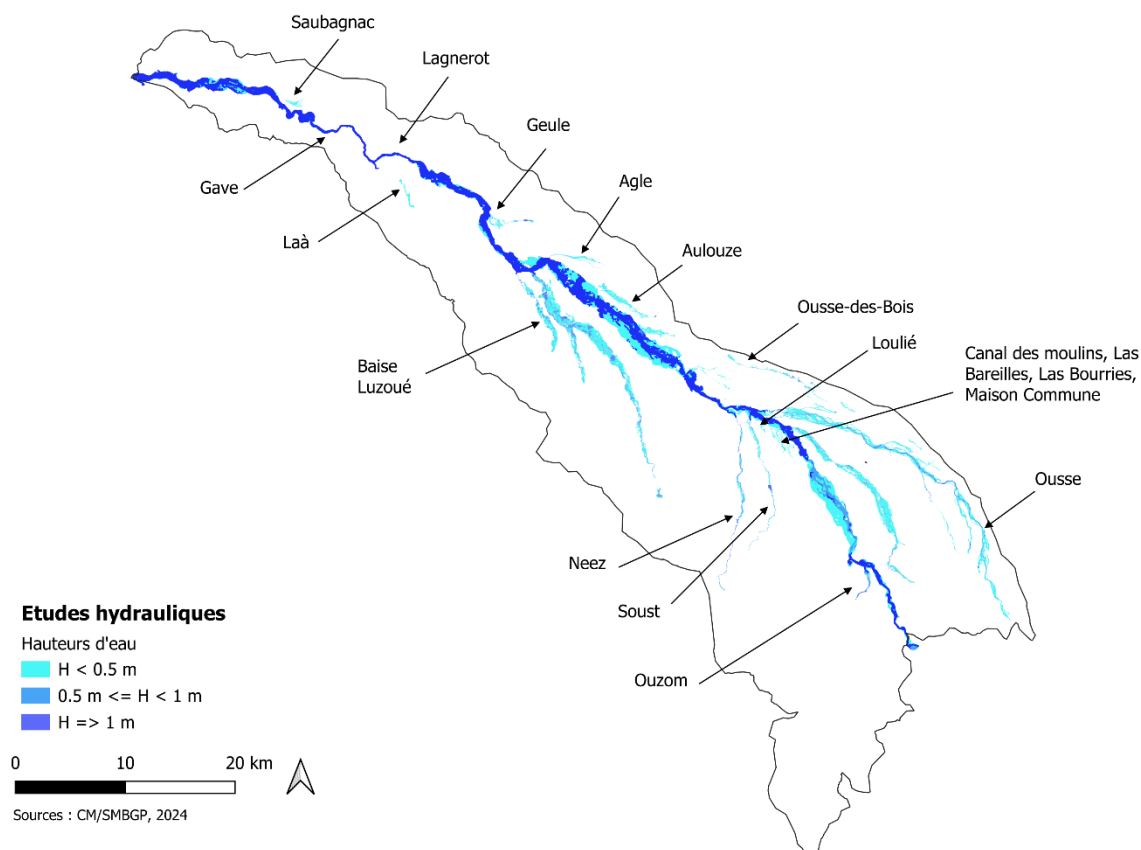 Saubagnac
Lagnerot
Geule
Gave
Agle
Laà
Aulouze
Ousse-des-Bois
Loulié
Baise
Luzoué
Canal des moulins, Las
Bareilles, Las Bourries,
Maison Commune
Ousse
Neez
Soust
Ouzom
Etudes hydrauliques
Hauteurs d'eau
H < 0.5 m
0.5 m <= H < 1 m
H => 1 m
0 10 20 km
Sources : CM/SMBGP, 2024